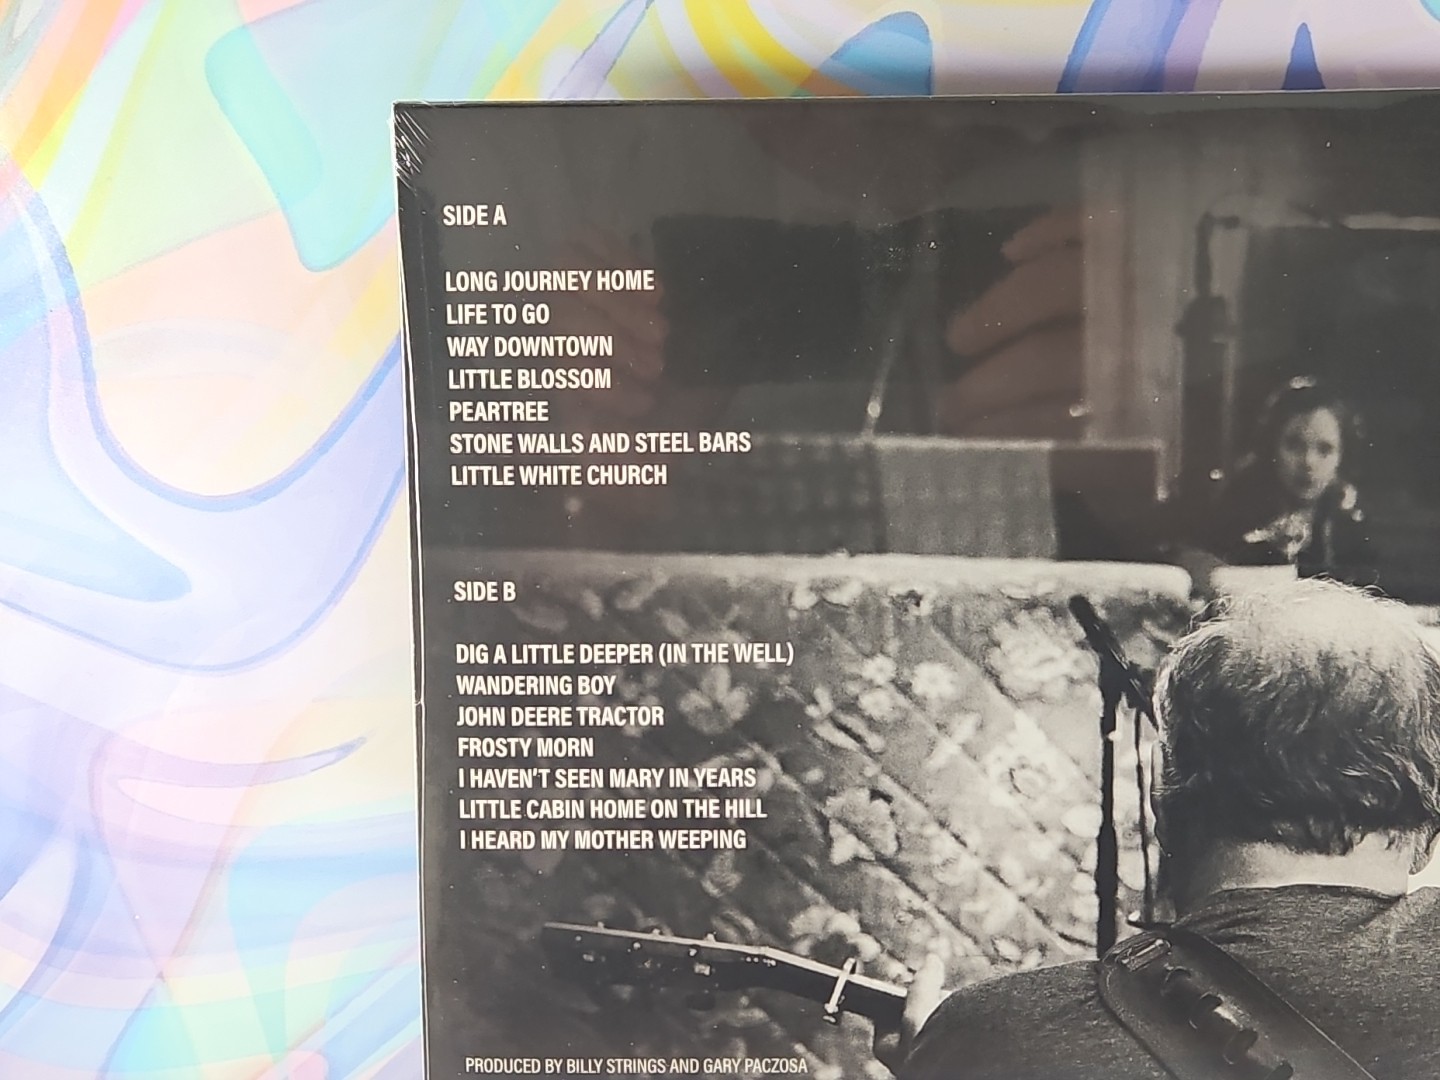 SIDE A
LONG JOURNEY HOME
LIFE TO GO
WAY DOWNTOWN
LITTLE BLOSSOM
PEARTREE
STONE WALLS AND STEEL BARS
LITTLE WHITE CHURCH
SIDE B
DIG A LITTLE DEEPER (IN THE WELL)
WANDERING BOY
JOHN DEERE TRACTOR
FROSTY MORN
I HAVEN'T SEEN MARY IN YEARS
LITTLE CABIN HOME ON THE HILL
I HEARD MY MOTHER WEEPING
PRODUCED BY BILLY STRINGS AND GARY PACZOSA